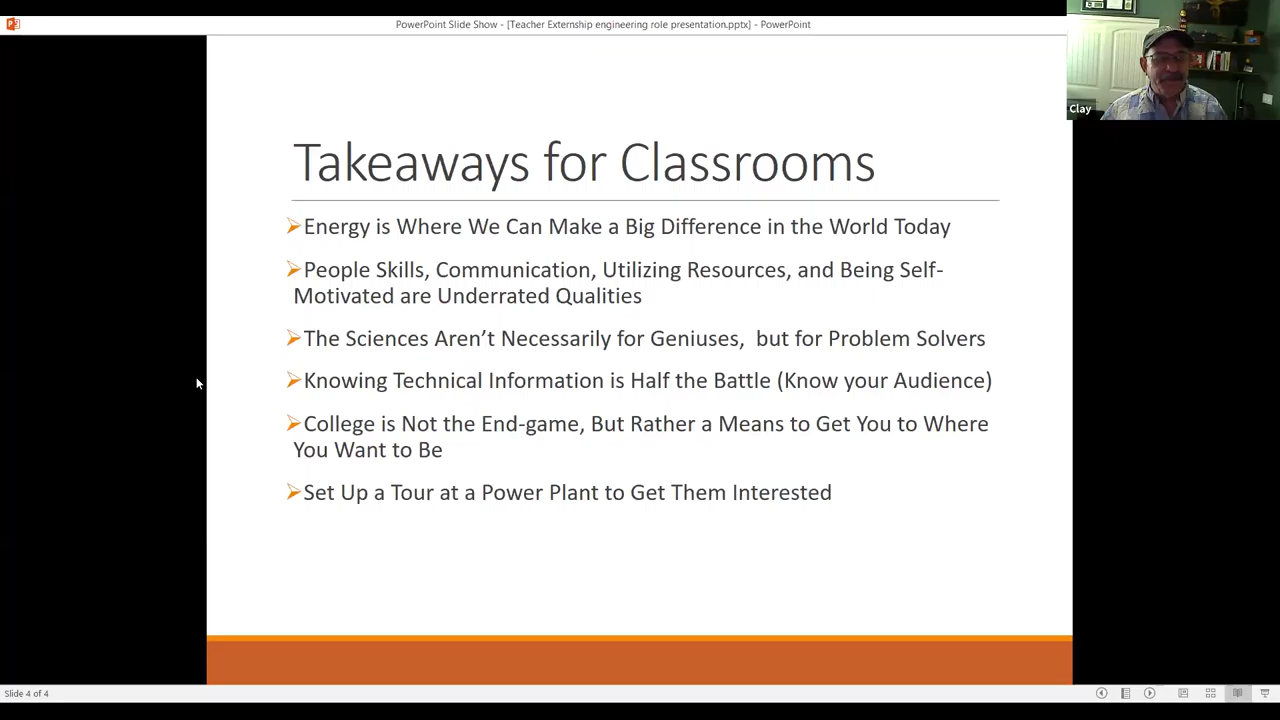 PowerPoint Slide Show - [Teacher Externship engineering role presentation.pptx] - PowerPoint
Clay
Takeaways for Classrooms
Energy is Where We Can Make a Big Difference in the World Today
People Skills, Communication, Utilizing Resources, and Being Self-
Motivated are Underrated Qualities
The Sciences Aren’t Necessarily for Geniuses,  but for Problem Solvers
Knowing Technical Information is Half the Battle (Know your Audience)
College is Not the End-game, But Rather a Means to Get You to Where
You Want to Be
Set Up a Tour at a Power Plant to Get Them Interested
Slide 4 of 4